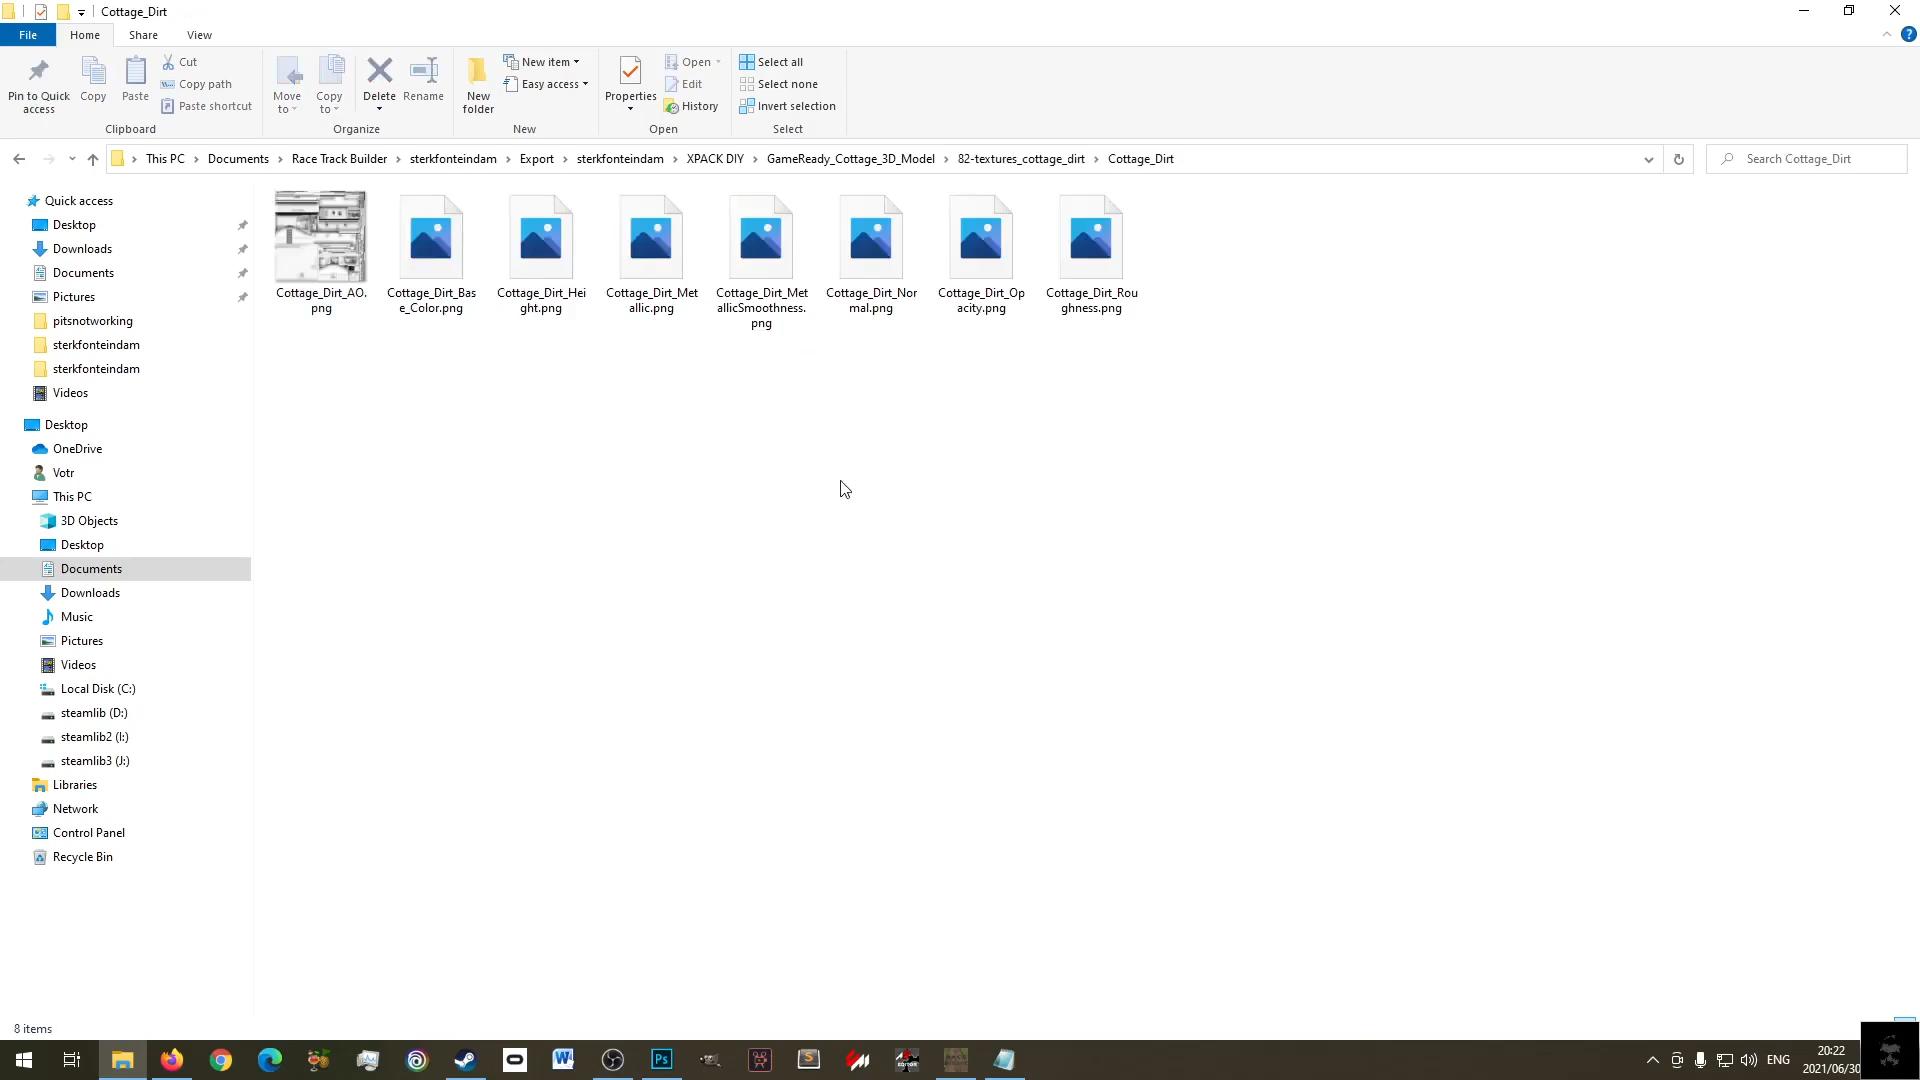 Cottage_Dirt
File
Home
Share
View
Pin to Quick
access
Copy
Paste
Cut
Copy path
Paste shortcut
Clipboard
Move
to
Copy
to
Delete
Rename
Organize
New
folder
New item
Easy access
New
Properties
Open
Edit
History
Open
Select all
Select none
Invert selection
Select
This PC > Documents > Race Track Builder > sterkfonteindam > Export > sterkfonteindam > XPACK DIY > GameReady_Cottage_3D_Model > 82-textures_cottage_dirt > Cottage_Dirt
Search Cottage_Dirt
Quick access
Desktop
Downloads
Documents
Pictures
pitsnotworking
sterkfonteindam
sterkfonteindam
Videos
Desktop
OneDrive
Votr
This PC
3D Objects
Desktop
Documents
Downloads
Music
Pictures
Videos
Local Disk (C:)
steamlib (D:)
steamlib2 (I:)
steamlib3 (J:)
Libraries
Network
Control Panel
Recycle Bin
Cottage_Dirt_AO.
png
Cottage_Dirt_Bas
e_Color.png
Cottage_Dirt_Hei
ght.png
Cottage_Dirt_Met
allic.png
Cottage_Dirt_Met
allicSmoothness.
png
Cottage_Dirt_Nor
mal.png
Cottage_Dirt_Op
acity.png
Cottage_Dirt_Rou
ghness.png
8 items
Ps
ENG
20:22
2021/06/30